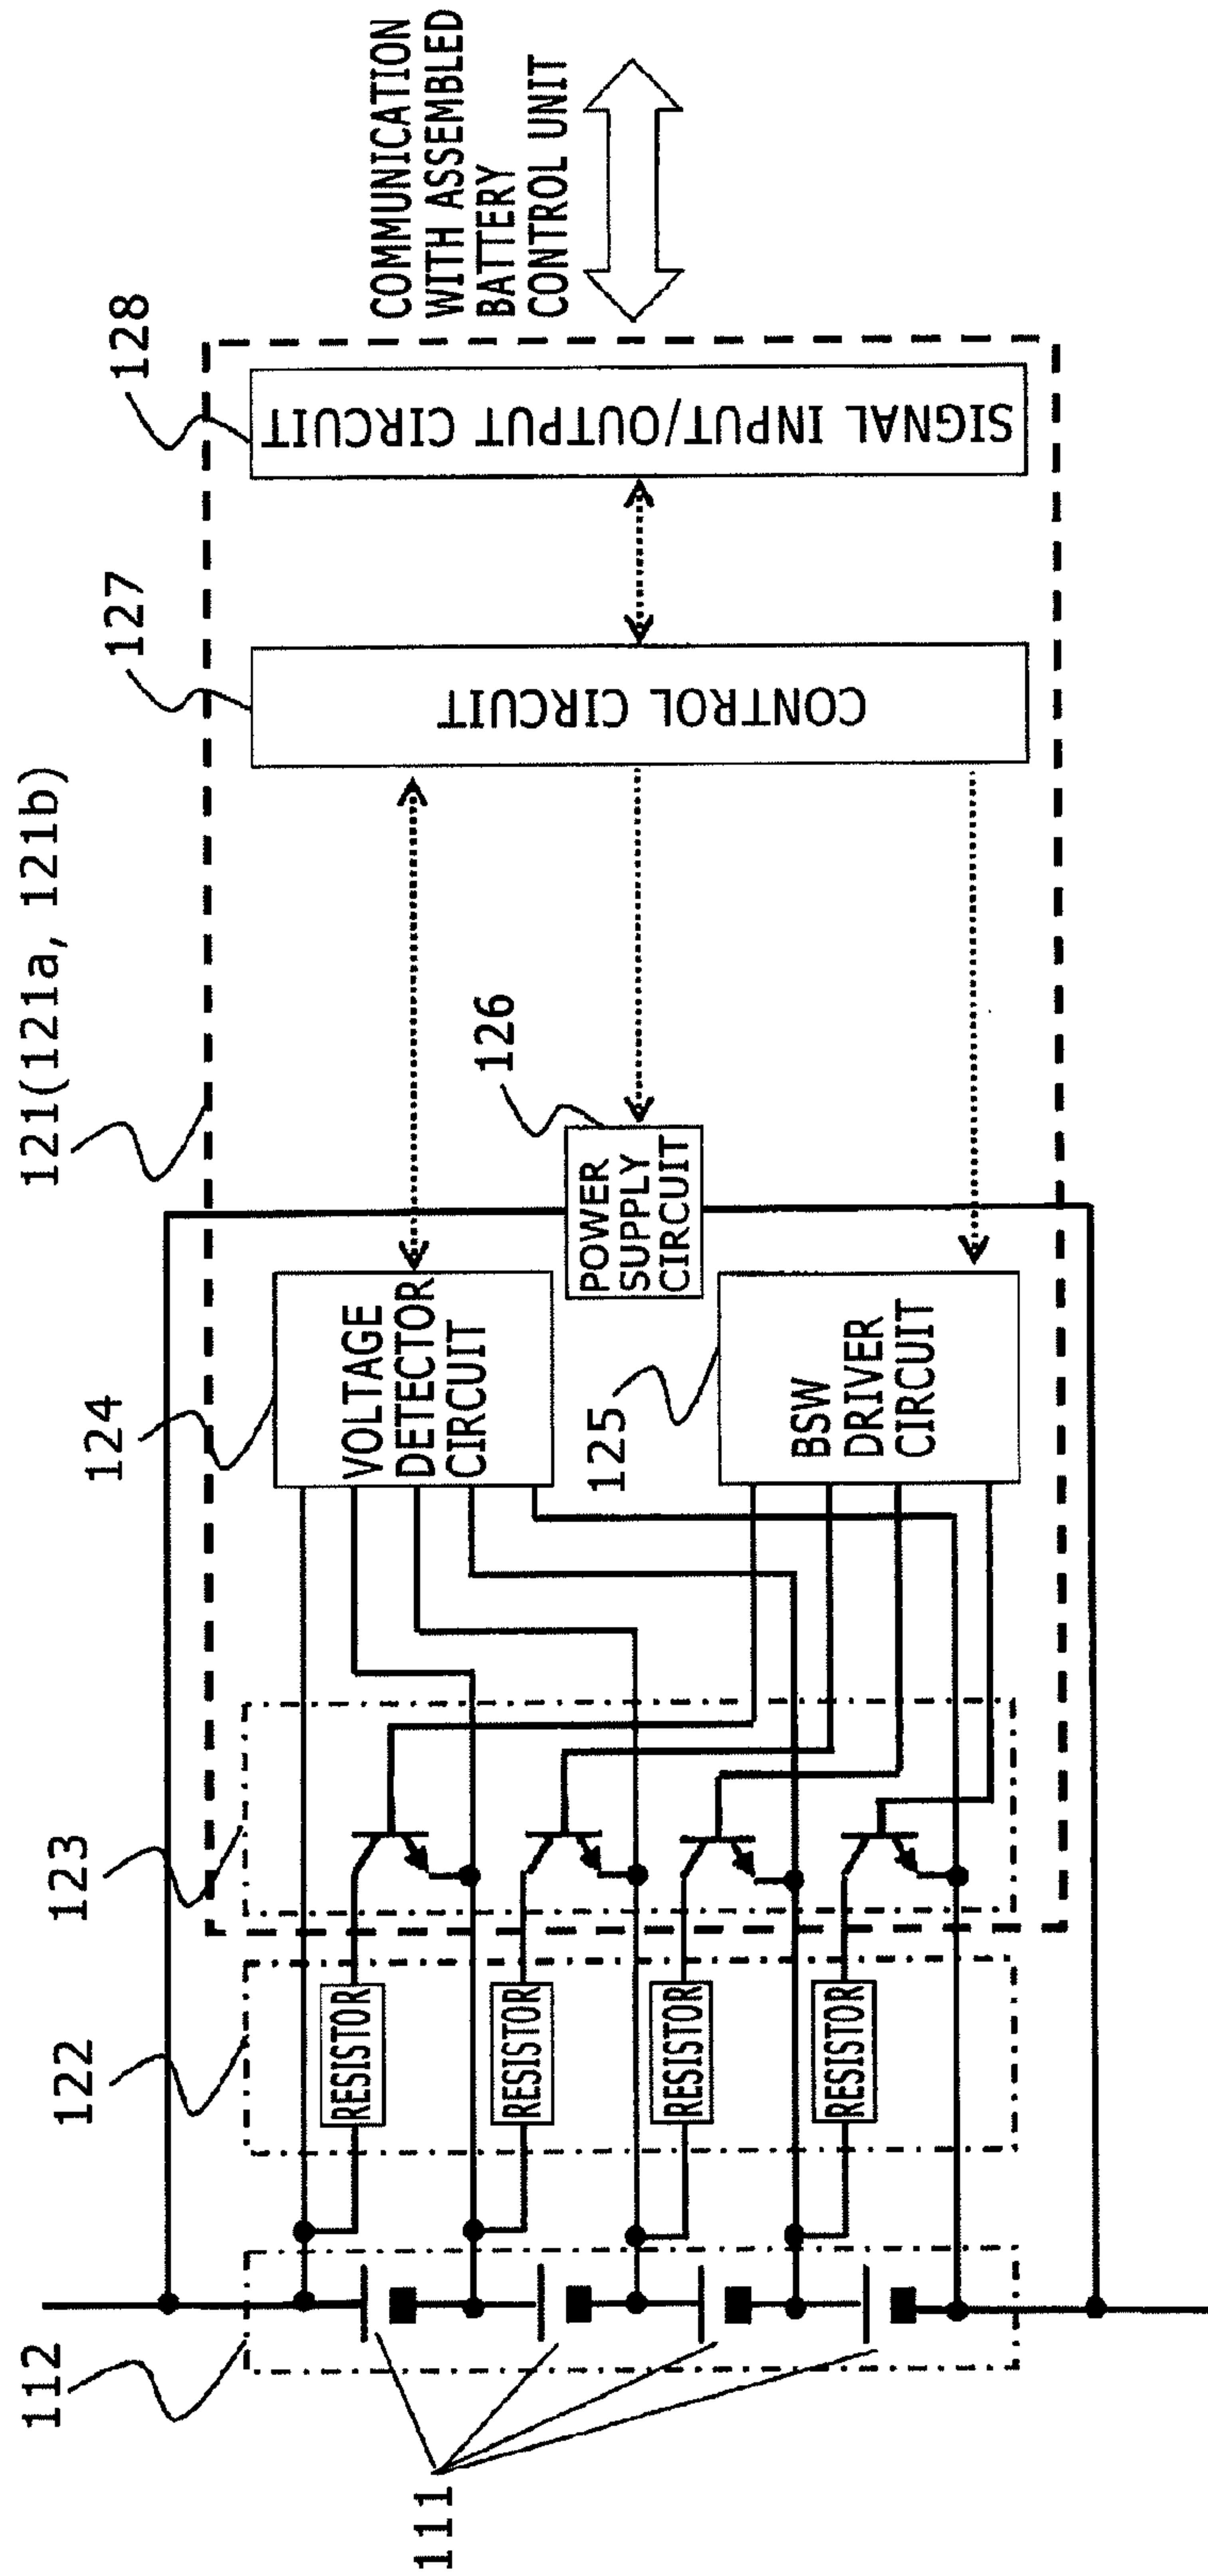 121(121a, 121b)
112
122
123
124
127
128
126
125
111
RESISTOR
RESISTOR
RESISTOR
RESISTOR
VOLTAGE
DETECTOR
CIRCUIT
BSW
DRIVER
CIRCUIT
POWER
SUPPLY
CIRCUIT
CONTROL CIRCUIT
SIGNAL INPUT/OUTPUT CIRCUIT
COMMUNICATION
WITH ASSEMBLED
BATTERY
CONTROL UNIT